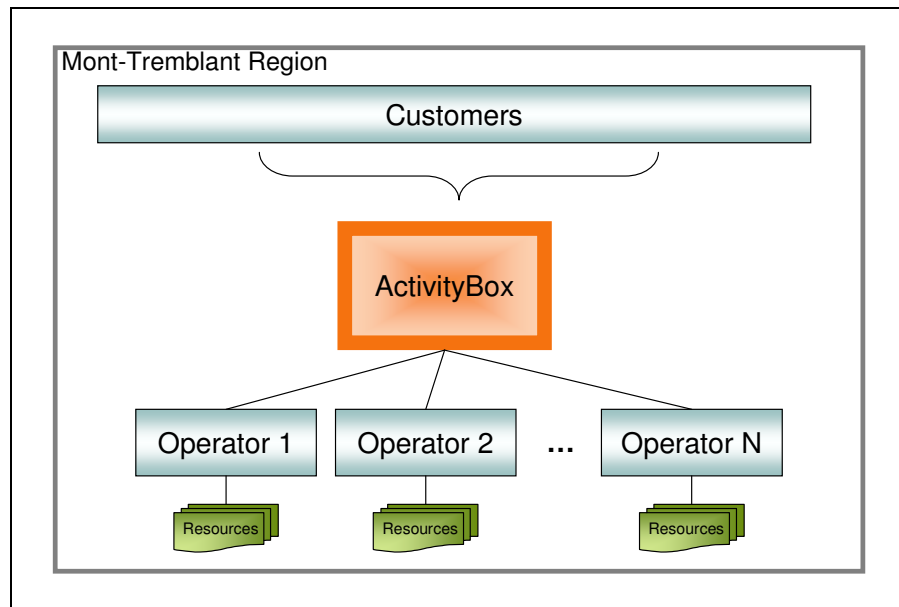 Mont-Tremblant Region
Customers
ActivityBox
Operator 1
Operator 2
...
Operator N
Resources
Resources
Resources